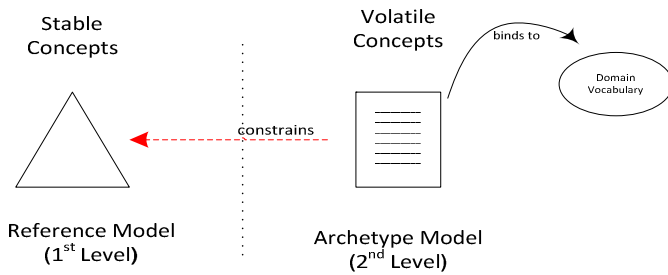 Stable
Concepts
Volatile
Concepts
binds to
Domain
Vocabulary
constrains
Reference Model
(1st Level)
Archetype Model
(2nd Level)